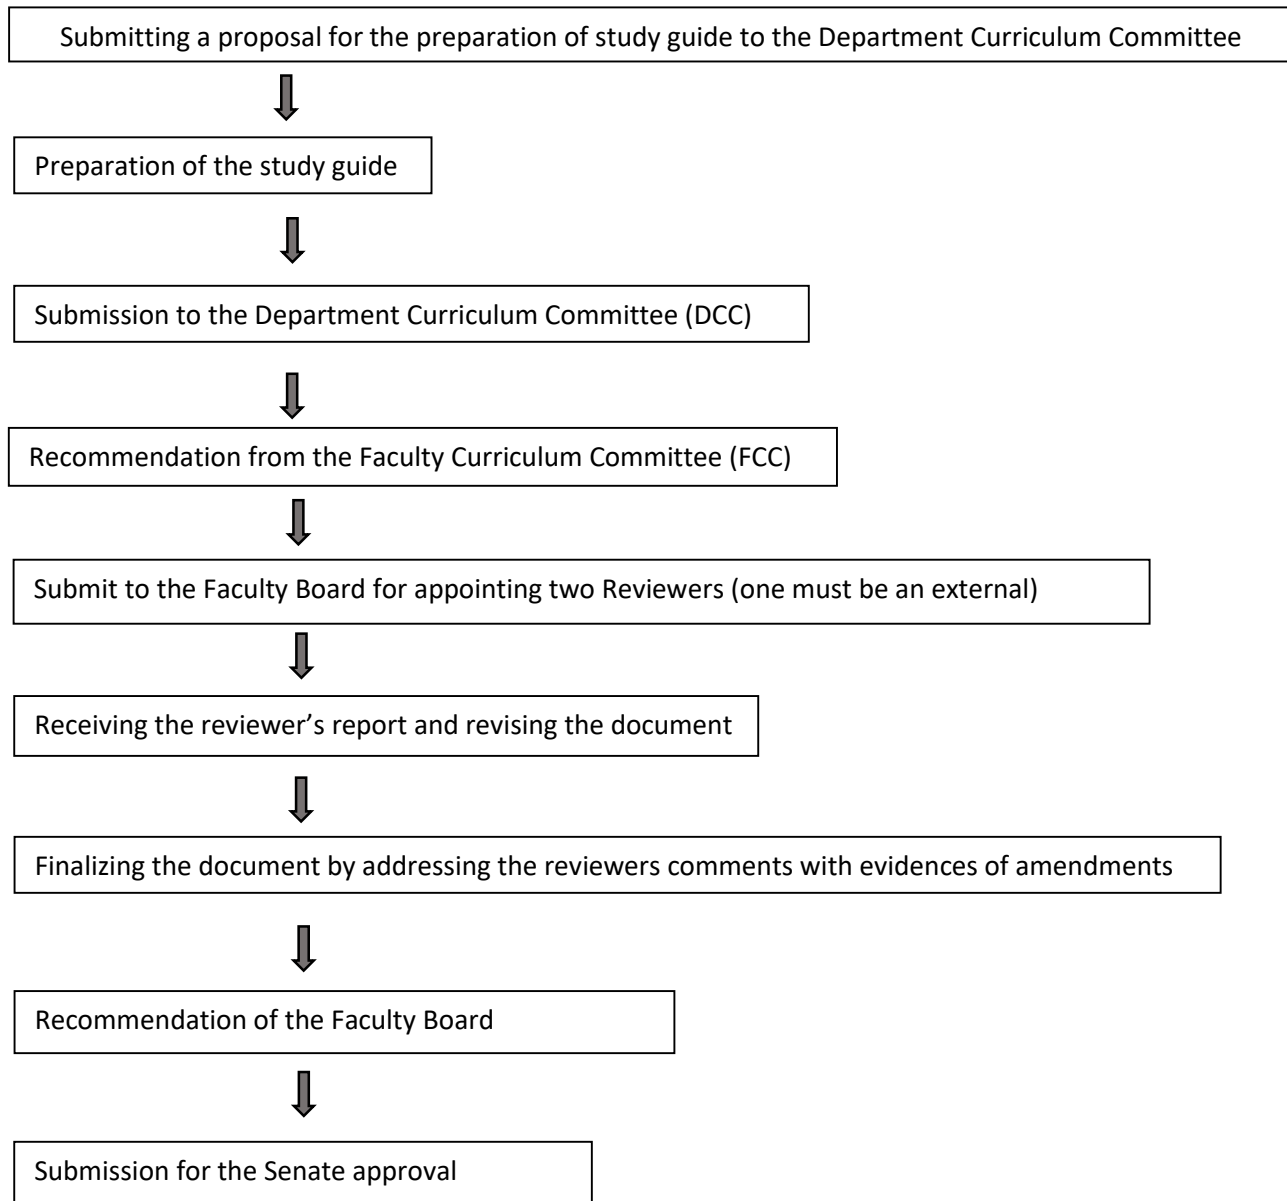 Submitting a proposal for the preparation of study guide to the Department Curriculum Committee
Preparation of the study guide
Submission to the Department Curriculum Committee (DCC)
Recommendation from the Faculty Curriculum Committee (FCC)
Submit to the Faculty Board for appointing two Reviewers (one must be an external)
Receiving the reviewer’s report and revising the document
Finalizing the document by addressing the reviewers comments with evidences of amendments
Recommendation of the Faculty Board
Submission for the Senate approval